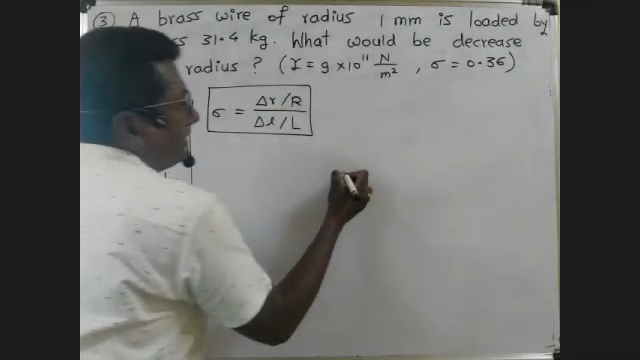 ③ A brass wire of radius 1 mm is loaded by
31.4 kg. What would be decrease
radius ? (Y = 9 × 10¹¹ N/m² , σ = 0.36)
σ = Δr/R / Δl/L